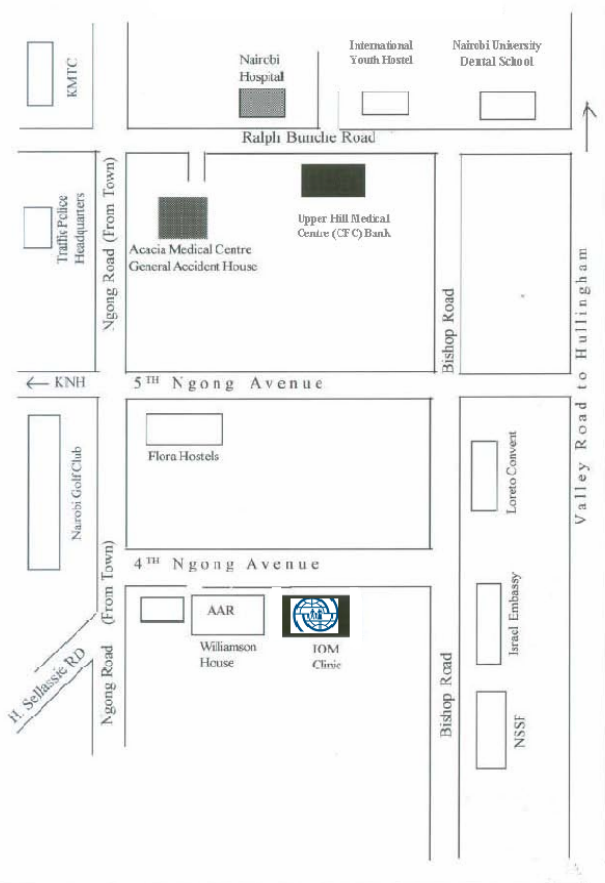 KMTC
Nairobi
Hospital
International
Youth Hostel
Nairobi University
Dental School
Ralph Bunche Road
Traffic Police
Headquarters
Ngong Road (From Town)
Acacia Medical Centre
General Accident House
Upper Hill Medical
Centre (CFC) Bank
Bishop Road
Valley Road to Hullingham
← KNH
5TH Ngong Avenue
Nairobi Golf Club
Flora Hostels
Loreto Convent
4TH Ngong Avenue
Ngong Road (From Town)
AAR
Williamson
House
IOM
Clinic
Israel Embassy
H. Sellassie RD
Bishop Road
NSSF